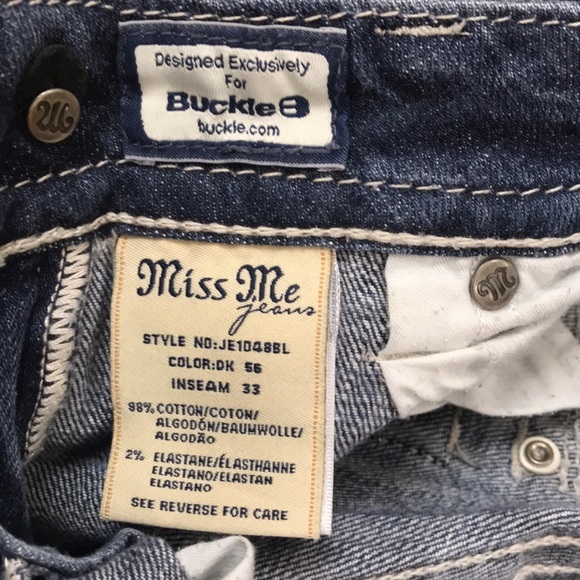 Designed Exclusively
For
Buckle B
buckle.com
Miss Me
jeans
STYLE NO:JE1048BL
COLOR:DK 56
INSEAM 33
98% COTTON/COTON/
ALGODÓN/BAUMWOLLE/
ALGODÃO
2% ELASTANE/ÉLASTHANNE
ELASTANO/ELASTAN
ELASTANO
SEE REVERSE FOR CARE
M